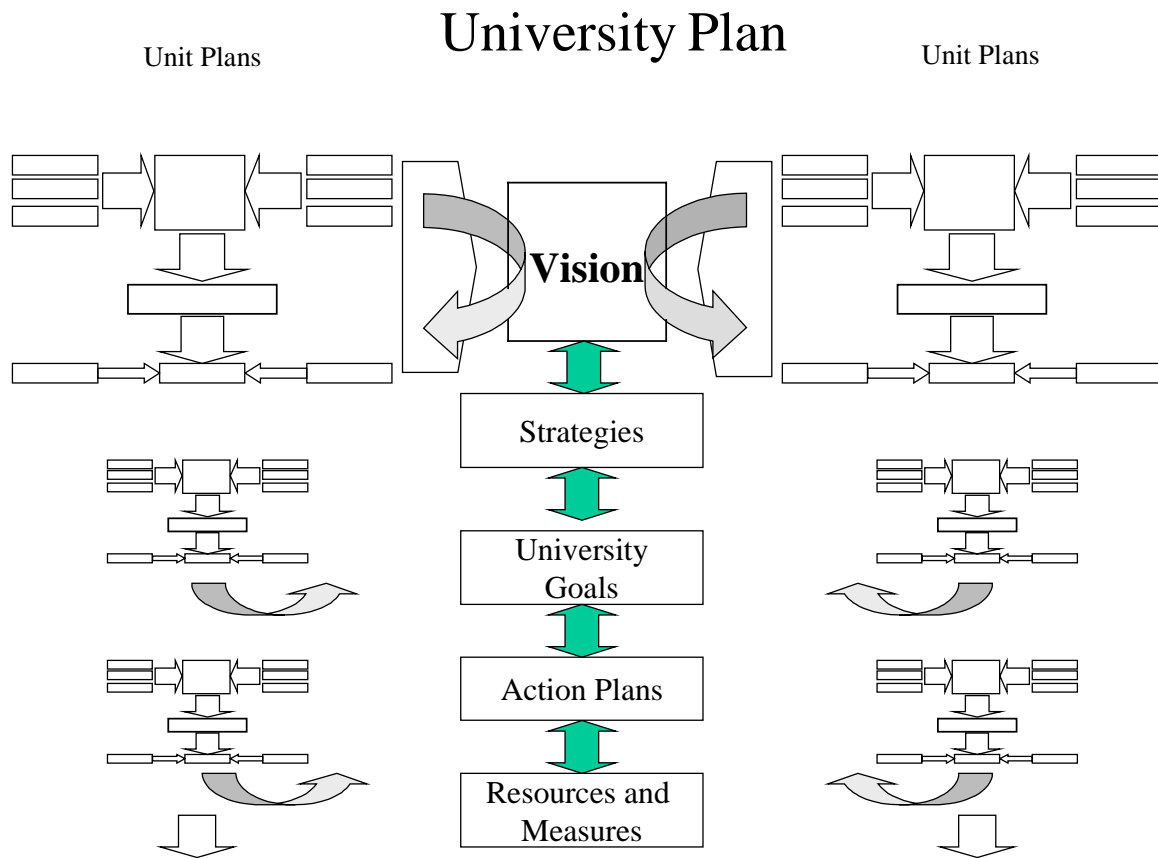 University Plan
Unit Plans
Unit Plans
Vision
Strategies
University
Goals
Action Plans
Resources and
Measures